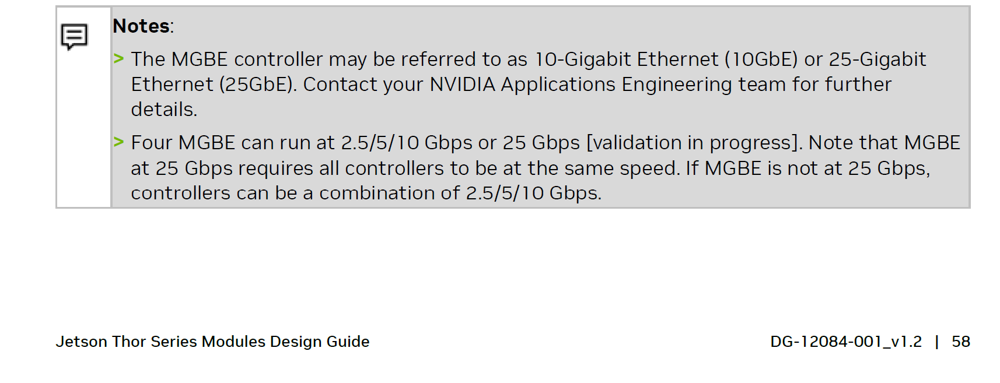 Notes:
> The MGBE controller may be referred to as 10-Gigabit Ethernet (10GbE) or 25-Gigabit
Ethernet (25GbE). Contact your NVIDIA Applications Engineering team for further
details.
> Four MGBE can run at 2.5/5/10 Gbps or 25 Gbps [validation in progress]. Note that MGBE
at 25 Gbps requires all controllers to be at the same speed. If MGBE is not at 25 Gbps,
controllers can be a combination of 2.5/5/10 Gbps.
Jetson Thor Series Modules Design Guide
DG-12084-001_v1.2 | 58